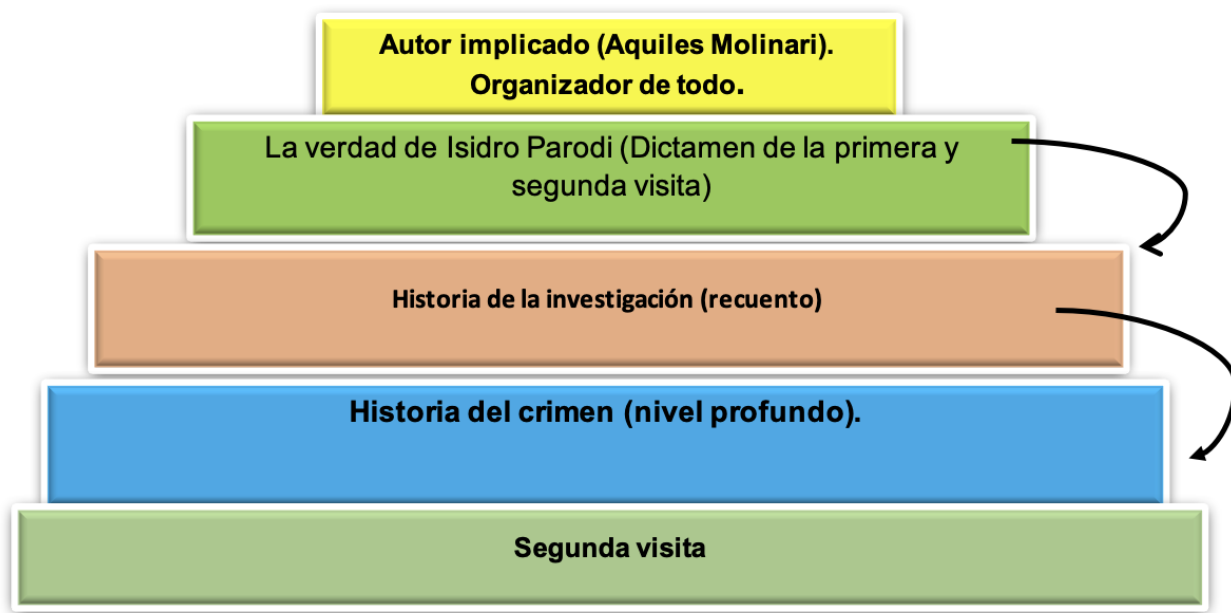 Autor implicado (Aquiles Molinari).
Organizador de todo.
La verdad de Isidro Parodi (Dictamen de la primera y
segunda visita)
Historia de la investigación (recuento)
Historia del crimen (nivel profundo).
Segunda visita